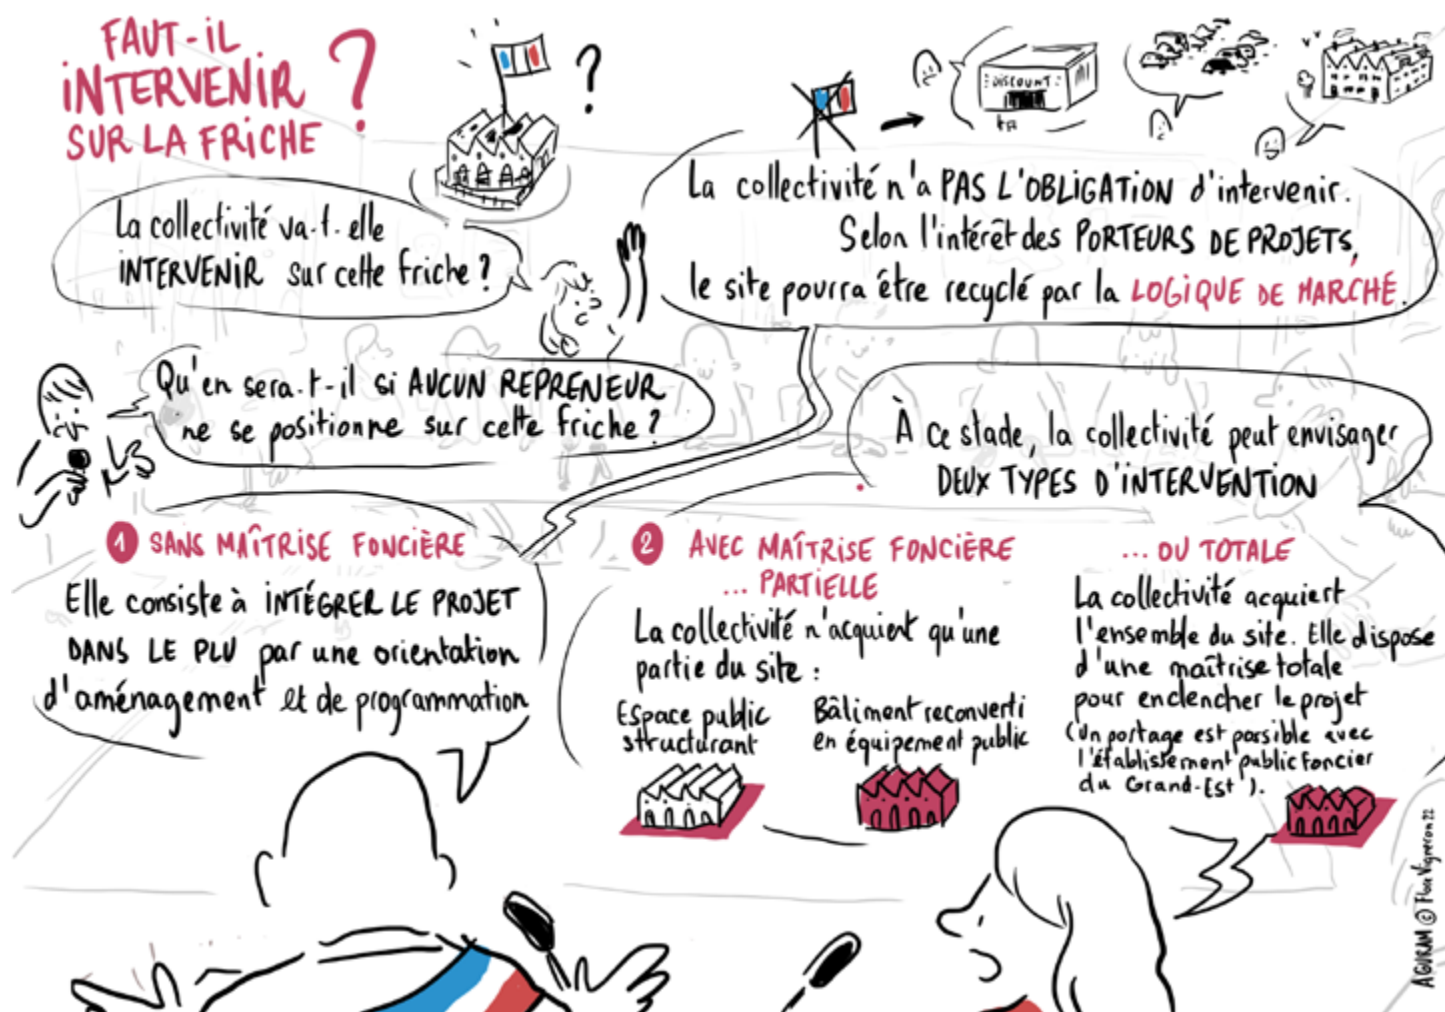 FAUT-IL
INTERVENIR
SUR LA FRICHE ?
?
DISCOUNT
La collectivité va-t-elle
INTERVENIR sur cette friche ?
La collectivité n'a PAS L'OBLIGATION d'intervenir.
Selon l'intérêt des PORTEURS DE PROJETS,
le site pourra être recyclé par la LOGIQUE DE MARCHÉ.
Qu'en sera-t-il si AUCUN REPRENEUR
ne se positionne sur cette friche ?
À ce stade, la collectivité peut envisager
DEUX TYPES D'INTERVENTION
1 SANS MAÎTRISE FONCIÈRE
Elle consiste à INTÉGRER LE PROJET
DANS LE PLU par une orientation
d'aménagement et de programmation
2 AVEC MAÎTRISE FONCIÈRE
... PARTIELLE
La collectivité n'acquiert qu'une
partie du site :
Espace public
structurant
Bâtiment reconverti
en équipement public
... OU TOTALE
La collectivité acquiert
l'ensemble du site. Elle dispose
d'une maîtrise totale
pour enclencher le projet
(Un portage est possible avec
l'établissement public foncier
du Grand-Est).
AGURAM © Flore Vigneron 22